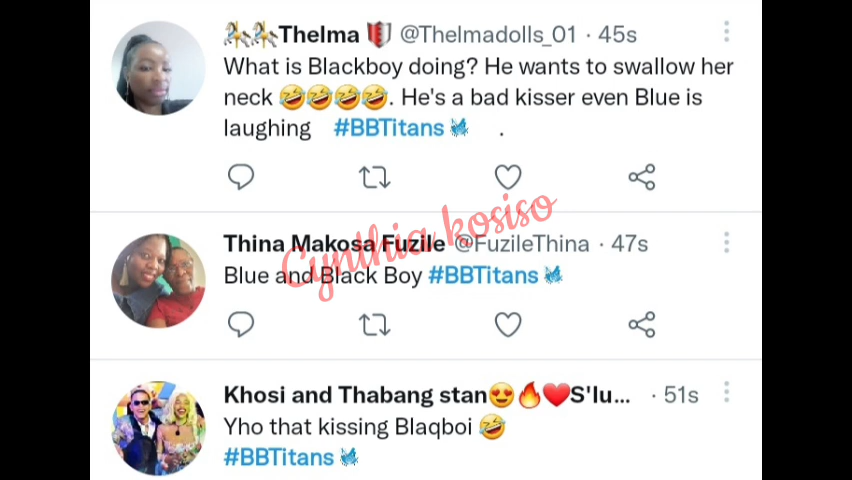 Thelma @Thelmadolls_01 · 45s
What is Blackboy doing? He wants to swallow her
neck 🤣🤣🤣🤣. He's a bad kisser even Blue is
laughing #BBTitans .
Thina Makosa Fuzile @FuzileThina · 47s
Blue and Black Boy #BBTitans
Cynthia kosiso
Khosi and Thabang stan😍🔥❤️S'lu... · 51s
Yho that kissing Blaqboi 🤣
#BBTitans